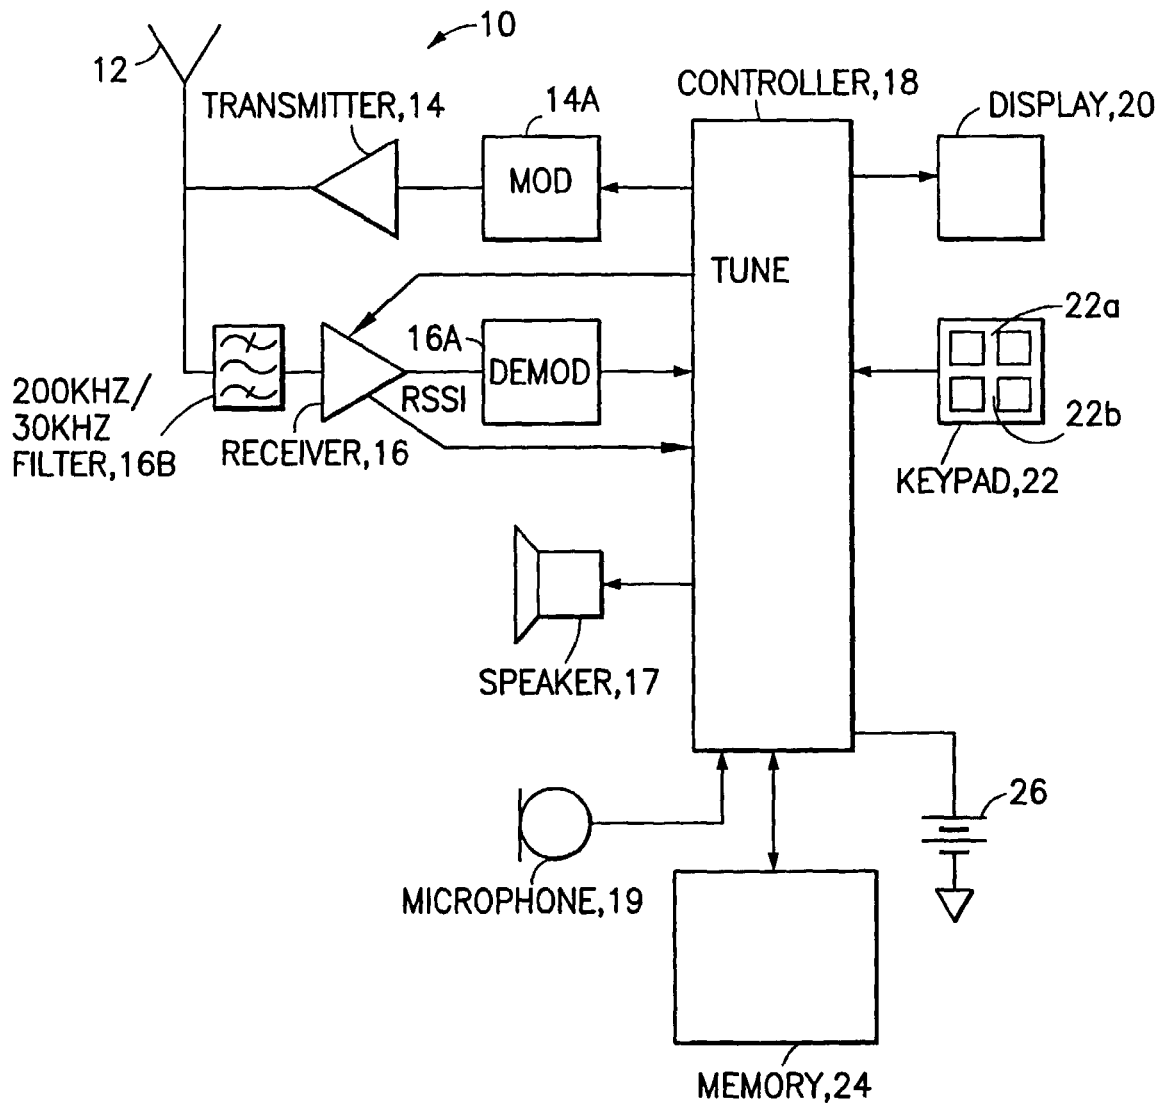 10
12
TRANSMITTER,14
14A
CONTROLLER,18
DISPLAY,20
MOD
TUNE
22a
16A
DEMOD
RSSI
200KHZ/
30KHZ
FILTER,16B
RECEIVER,16
22b
KEYPAD,22
SPEAKER,17
26
MICROPHONE,19
MEMORY,24